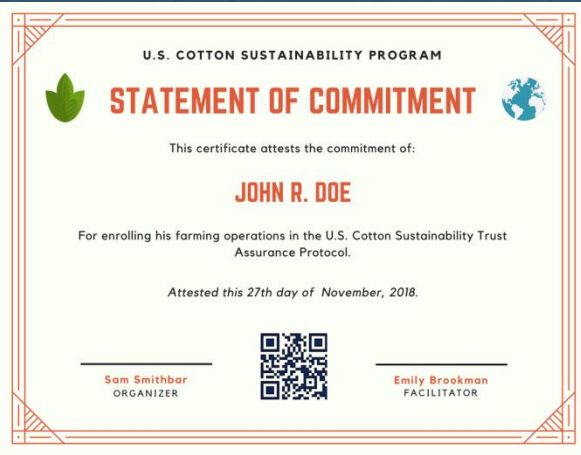 U.S. COTTON SUSTAINABILITY PROGRAM
STATEMENT OF COMMITMENT
This certificate attests the commitment of:
JOHN R. DOE
For enrolling his farming operations in the U.S. Cotton Sustainability Trust
Assurance Protocol.
Attested this 27th day of November, 2018.
Sam Smithbar
ORGANIZER
Emily Brookman
FACILITATOR